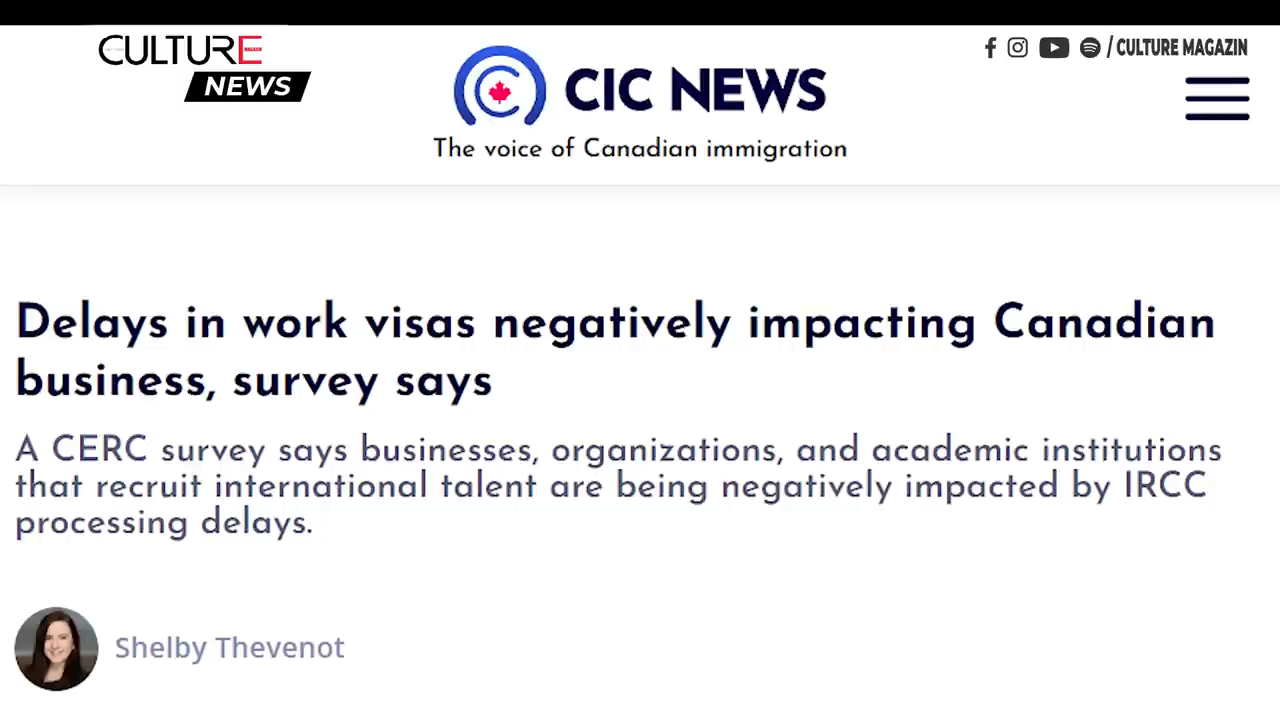 CULTURE
NEWS
CIC NEWS
The voice of Canadian immigration
/ CULTURE MAGAZIN
Delays in work visas negatively impacting Canadian
business, survey says
A CERC survey says businesses, organizations, and academic institutions
that recruit international talent are being negatively impacted by IRCC
processing delays.
Shelby Thevenot